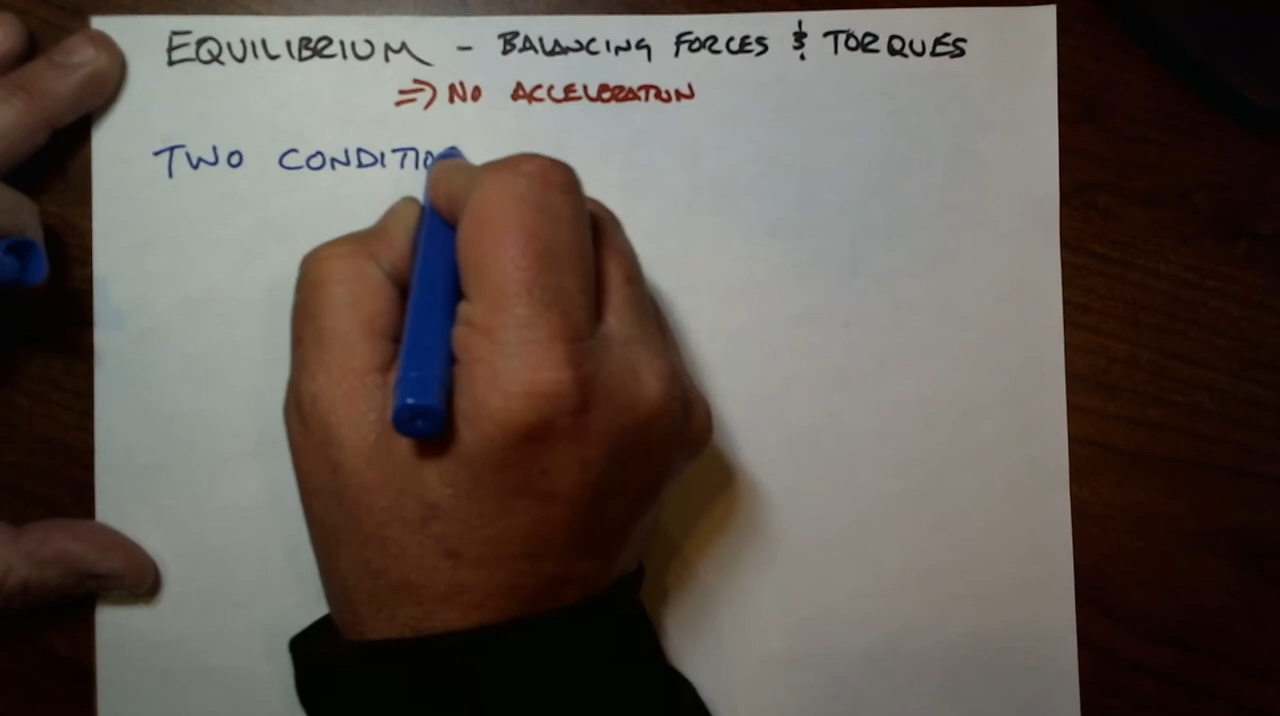 EQUILIBRIUM - BALANCING FORCES & TORQUES
=> NO ACCELERATION
TWO CONDITIO